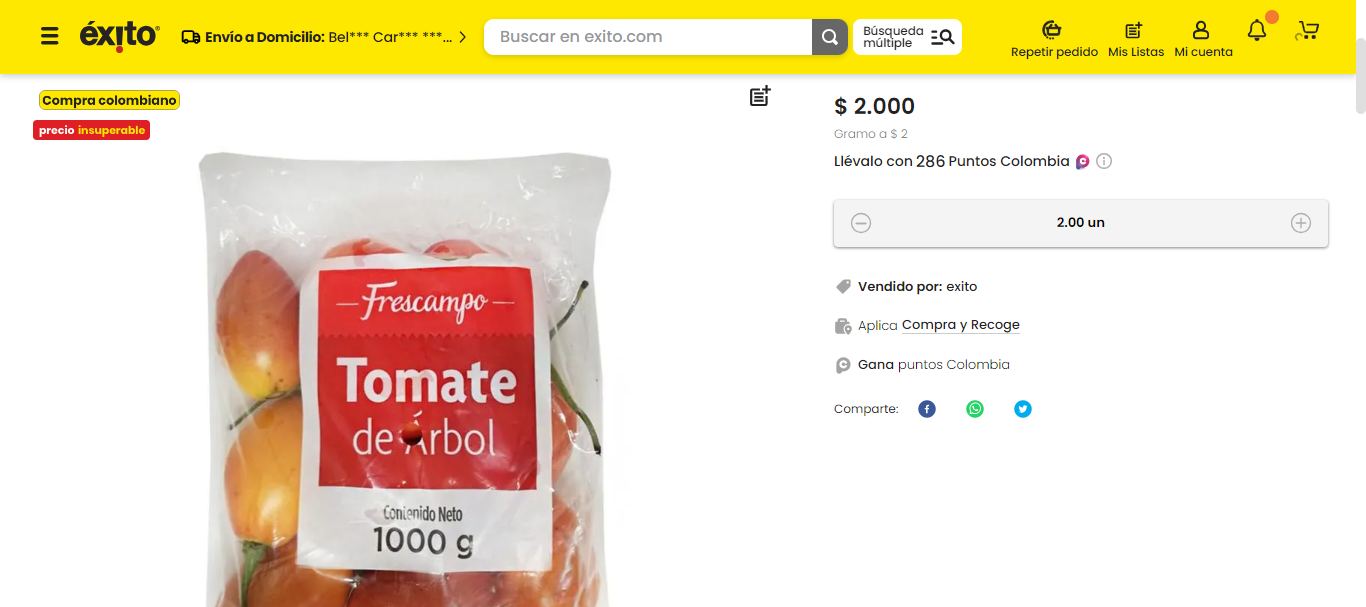 éxito
Envío a Domicilio: Bel*** Car*** ***...
Buscar en exito.com
Búsqueda
múltiple
Repetir pedido
Mis Listas
Mi cuenta
Compra colombiano
precio insuperable
Frescampo
Tomate
de Árbol
Contenido Neto
1000 g
$ 2.000
Gramo a $ 2
Llévalo con 286 Puntos Colombia
2.00 un
Vendido por: exito
Aplica Compra y Recoge
Gana puntos Colombia
Comparte: